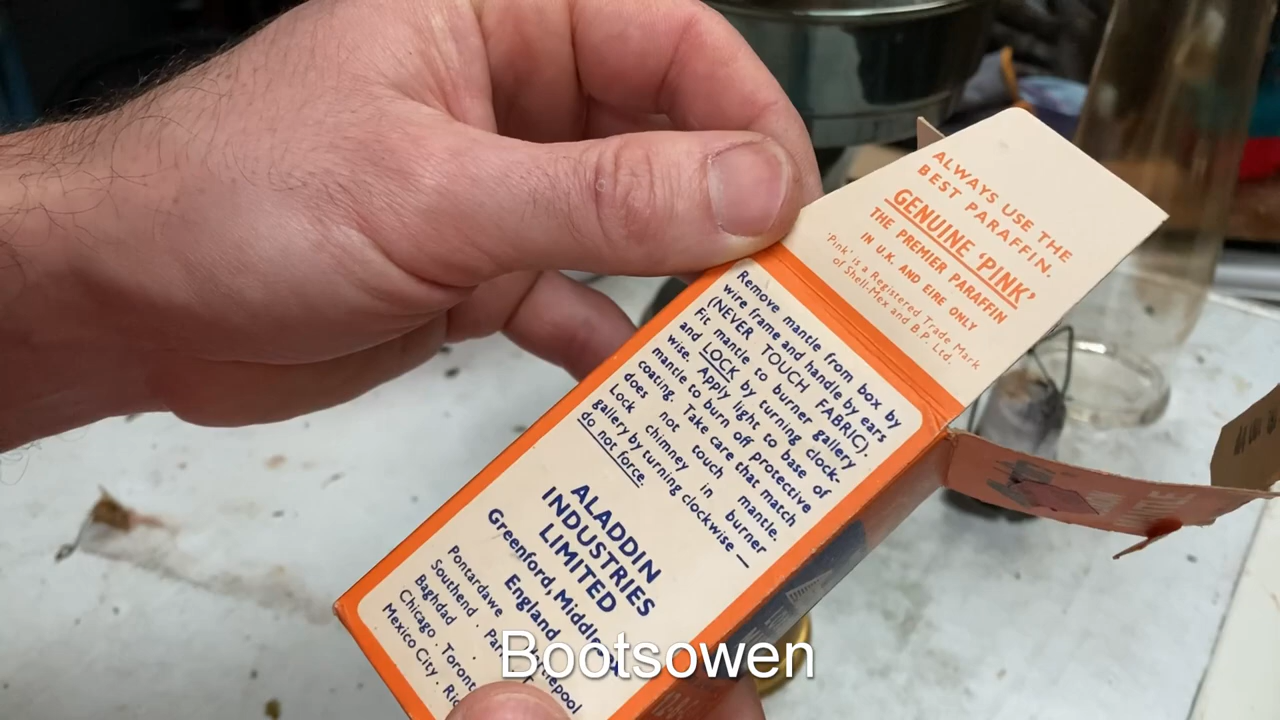 ALWAYS USE THE
BEST PARAFFIN.
GENUINE 'PINK'
THE PREMIER PARAFFIN
IN U.K. AND EIRE ONLY
'Pink' is a Registered Trade Mark
of Shell-Mex and B.P. Ltd.
Remove mantle from box by
wire frame and handle by ears
(NEVER TOUCH FABRIC),
Fit mantle to burner gallery
and LOCK by turning clock-
wise. Apply light to base of
mantle to burn off protective
coating. Take care that match
does not touch mantle.
Lock chimney in burner
gallery by turning clockwise —
do not force.
ALADDIN
INDUSTRIES
LIMITED
Greenford,
England
Pontardawe
Southend
Baghdad
Chicago
Mexico City
Bootsowen